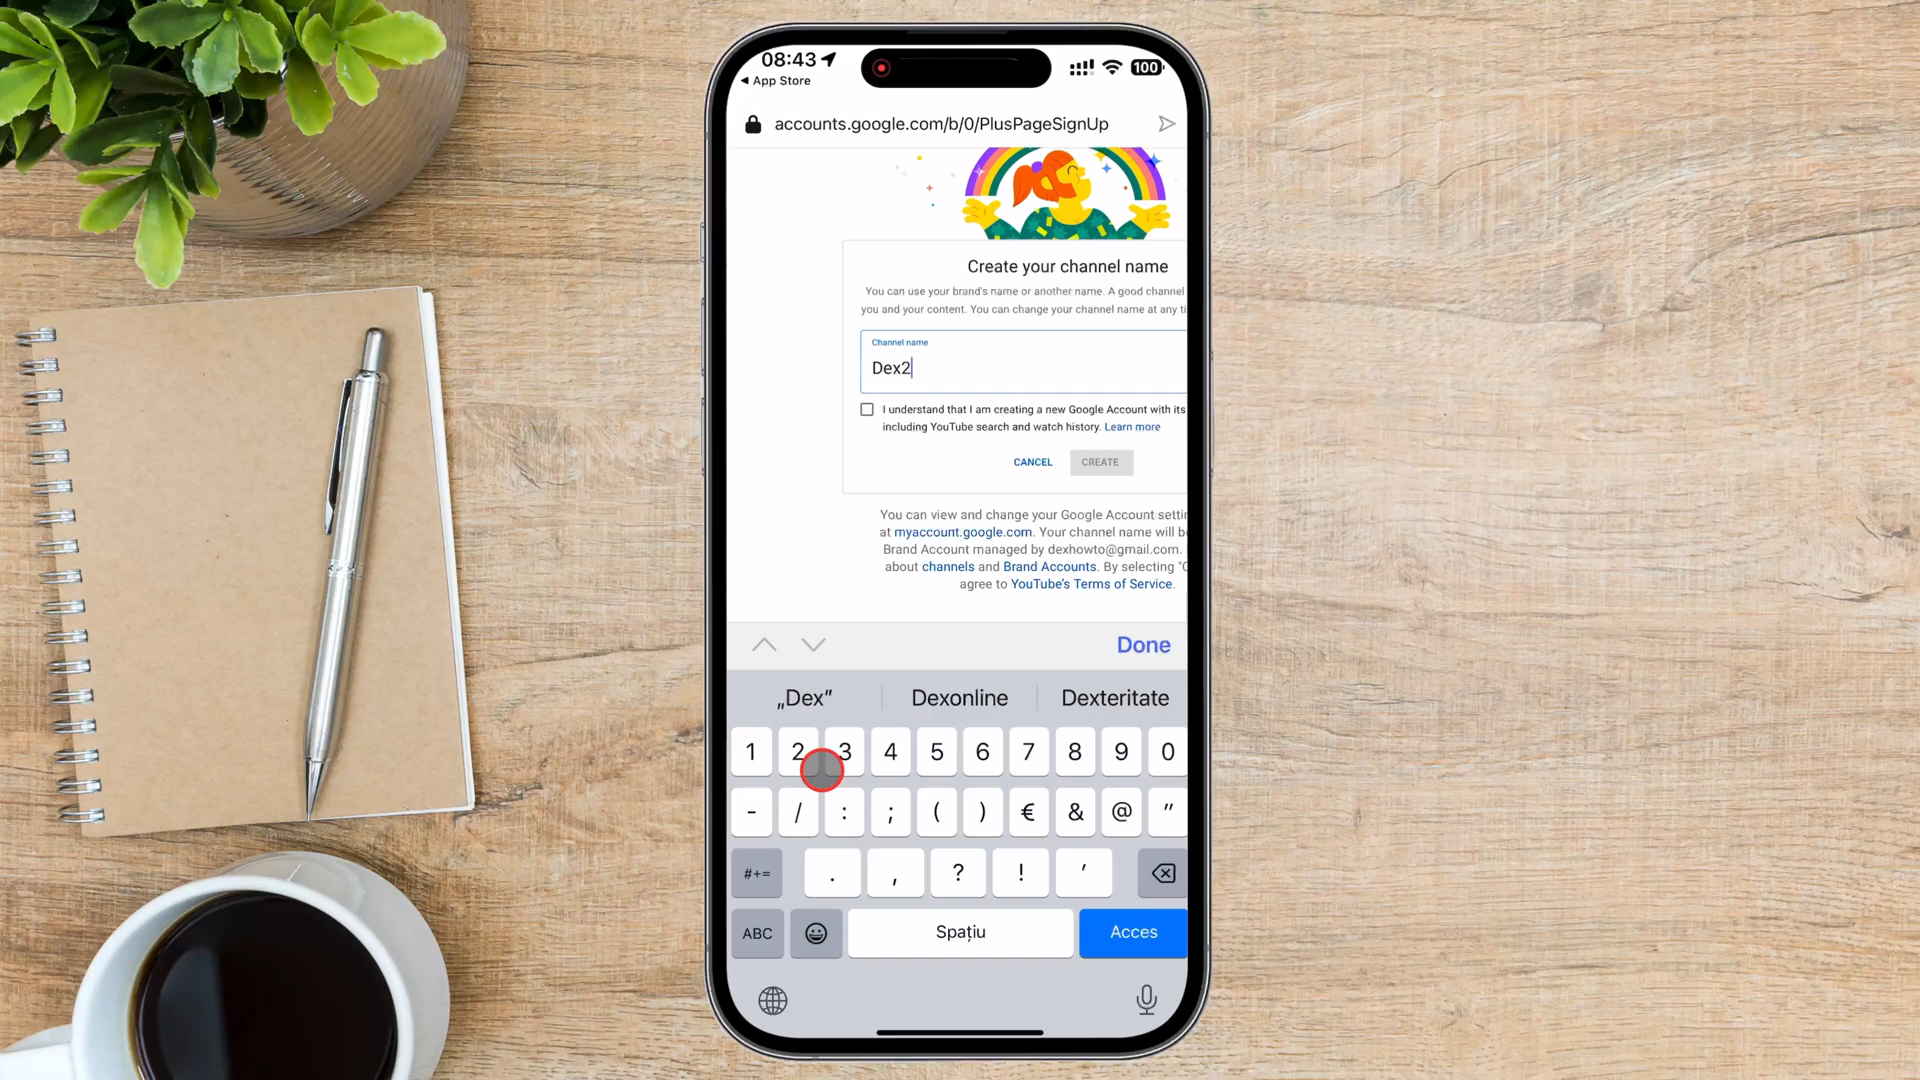 08:43
App Store
100
accounts.google.com/b/0/PlusPageSignUp
Create your channel name
You can use your brand's name or another name. A good channel
you and your content. You can change your channel name at any ti
Channel name
Dex2
I understand that I am creating a new Google Account with its
including YouTube search and watch history. Learn more
CANCEL CREATE
You can view and change your Google Account settin
at myaccount.google.com. Your channel name will be
Brand Account managed by dexhowto@gmail.com.
about channels and Brand Accounts. By selecting "C
agree to YouTube's Terms of Service.
Done
„Dex” Dexonline Dexteritate
1 2 3 4 5 6 7 8 9 0
- / : ; ( ) € & @ ”
#+= . , ? ! ’
ABC Spațiu Acces